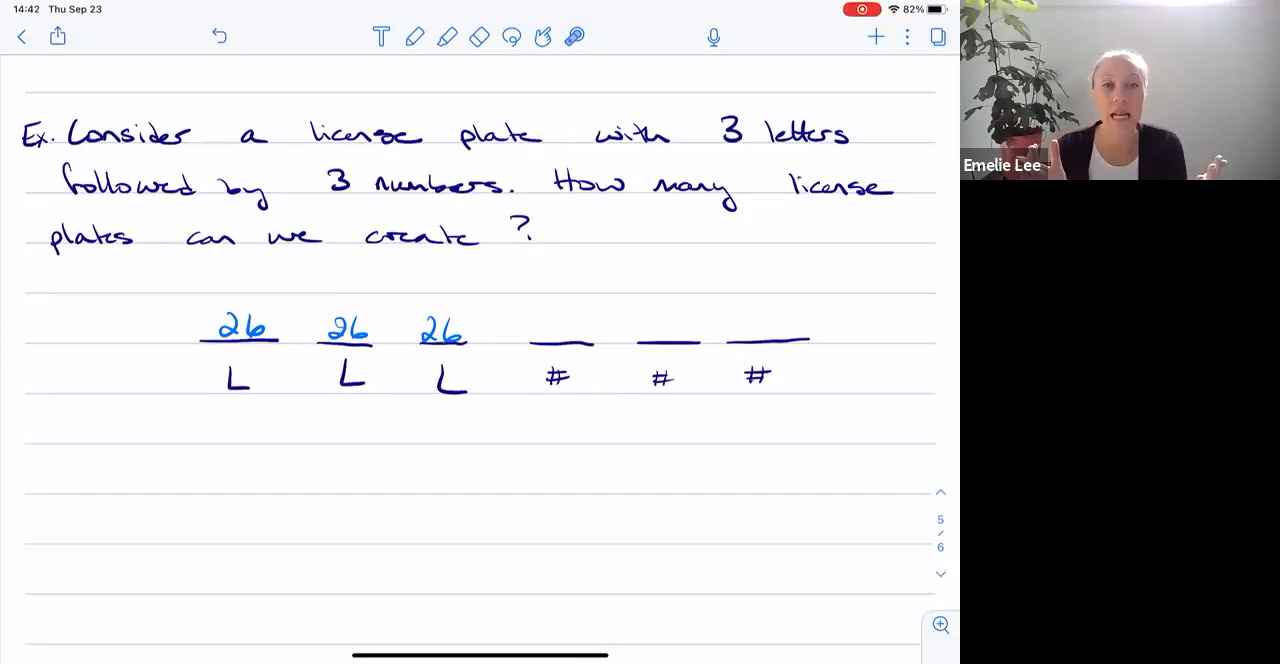 14:42 Thu Sep 23
82%
T
Ex. Consider a license plate with 3 letters
followed by 3 numbers. How many license
plates can we create?
26 26 26
L L L # # #
5
/
6
Emelie Lee